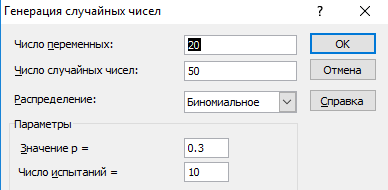 Генерация случайных чисел ? ×
Число переменных: 20 OK
Число случайных чисел: 50 Отмена
Распределение: Биномиальное Справка
Параметры
Значение p = 0.3
Число испытаний = 10